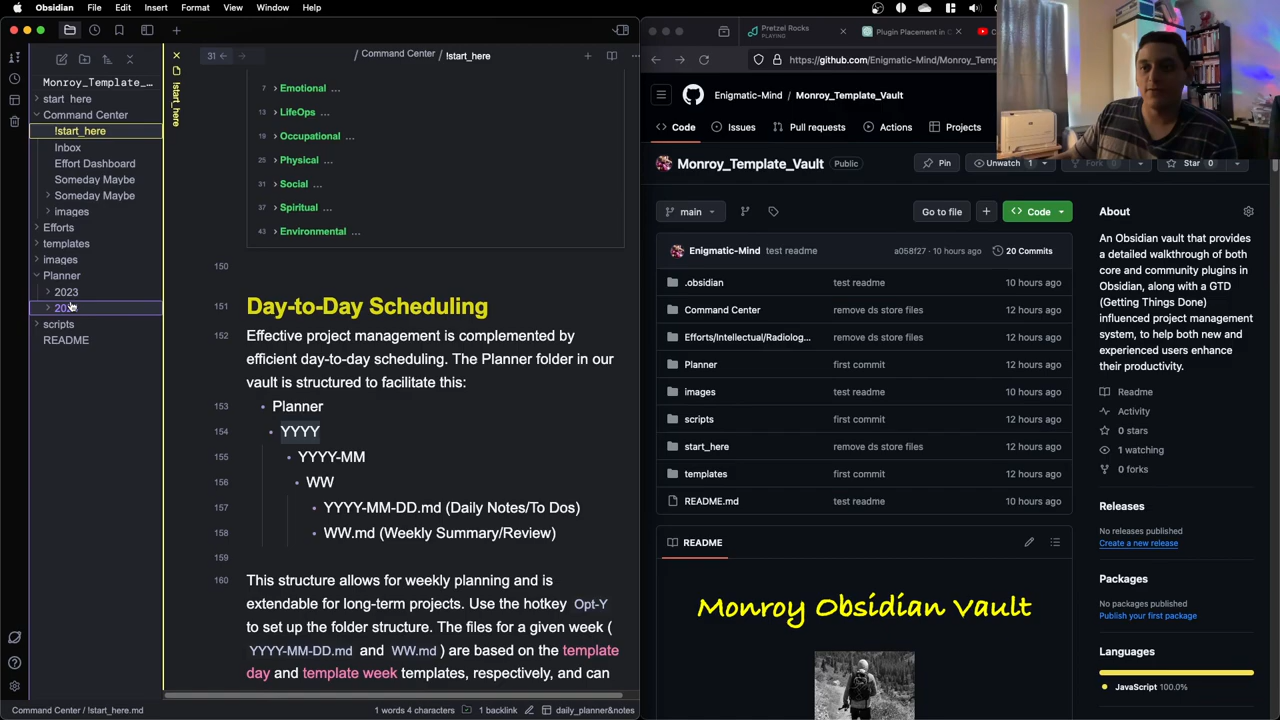 Obsidian File Edit Insert Format View Window Help
Monroy_Template_V...
start here
Command Center
!start_here
Inbox
Effort Dashboard
Someday Maybe
Someday Maybe
images
Efforts
templates
images
Planner
2023
scripts
README
!start_here
31
Command Center / !start_here
7 Emotional ...
13 LifeOps ...
19 Occupational ...
25 Physical ...
31 Social ...
37 Spiritual ...
43 Environmental ...
150
151 Day-to-Day Scheduling
152 Effective project management is complemented by
efficient day-to-day scheduling. The Planner folder in our
vault is structured to facilitate this:
153 • Planner
154 • YYYY
155 • YYYY-MM
156 • WW
157 • YYYY-MM-DD.md (Daily Notes/To Dos)
158 • WW.md (Weekly Summary/Review)
159
160 This structure allows for weekly planning and is
extendable for long-term projects. Use the hotkey Opt-Y
to set up the folder structure. The files for a given week (
YYYY-MM-DD.md and WW.md ) are based on the template
day and template week templates, respectively, and can
Command Center / !start_here.md
1 words 4 characters 1 backlink daily_planner&notes
Pretzel Rocks
PLAYING
Plugin Placement in C
https://github.com/Enigmatic-Mind/Monroy_Tem
Enigmatic-Mind / Monroy_Template_Vault
Code Issues Pull requests Actions Projects
Monroy_Template_Vault Public
Pin Unwatch 1 Fork 0 Star 0
main Go to file + Code
Enigmatic-Mind test readme a058f27 · 10 hours ago 20 Commits
.obsidian first commit 12 hours ago
Command Center remove ds store files 12 hours ago
Efforts/Intellectual/Radiolog... remove ds store files 12 hours ago
Planner first commit 12 hours ago
images test readme 10 hours ago
scripts first commit 12 hours ago
start_here remove ds store files 12 hours ago
templates first commit 12 hours ago
README.md test readme 10 hours ago
README
Monroy Obsidian Vault
About
An Obsidian vault that provides
a detailed walkthrough of both
core and community plugins in
Obsidian, along with a GTD
(Getting Things Done)
influenced project management
system, to help both new and
experienced users enhance
their productivity.
Readme
Activity
0 stars
1 watching
0 forks
Releases
No releases published
Create a new release
Packages
No packages published
Publish your first package
Languages
JavaScript 100.0%